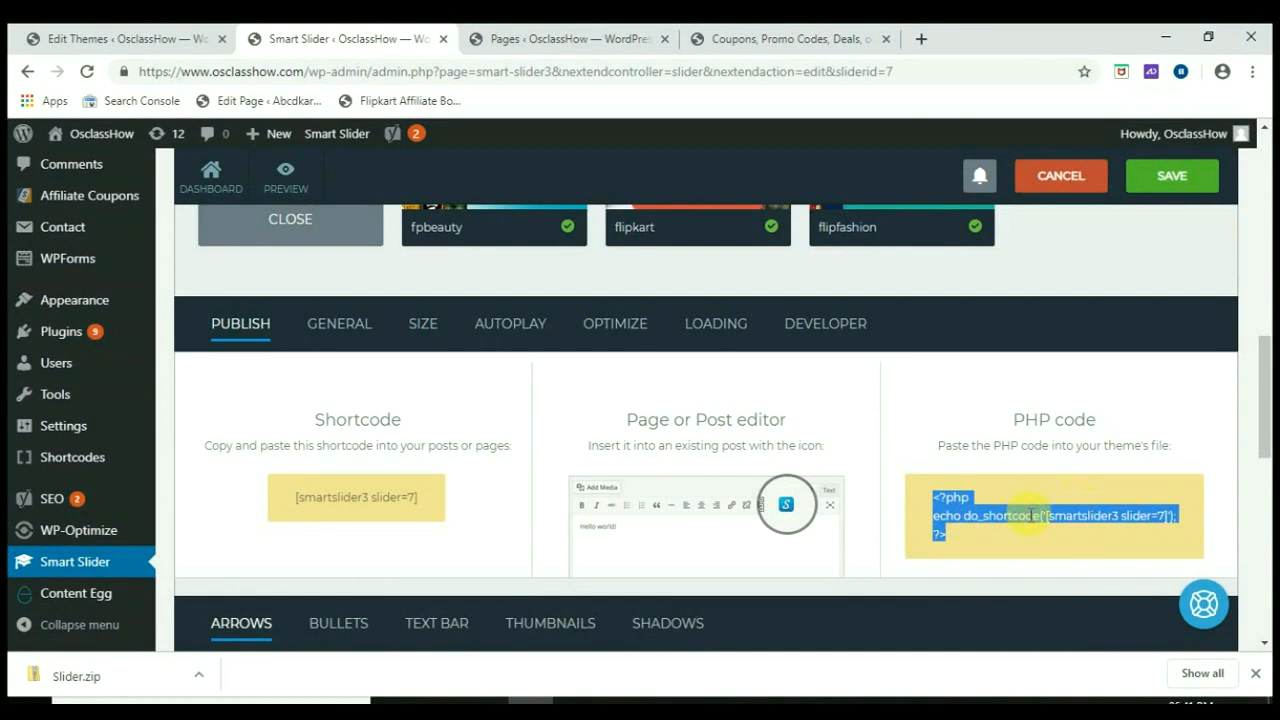 Edit Themes ‹ OsclassHow — Wo
Smart Slider ‹ OsclassHow — Wo
Pages ‹ OsclassHow — WordPres
Coupons, Promo Codes, Deals, o
https://www.osclasshow.com/wp-admin/admin.php?page=smart-slider3&nextendcontroller=slider&nextendaction=edit&sliderid=7
Apps
Search Console
Edit Page ‹ Abcdkar...
Flipkart Affiliate Bo...
OsclassHow
12
0
New
Smart Slider
2
Howdy, OsclassHow
Comments
Affiliate Coupons
Contact
WPForms
Appearance
Plugins 9
Users
Tools
Settings
Shortcodes
SEO 2
WP-Optimize
Smart Slider
Content Egg
Collapse menu
DASHBOARD
PREVIEW
CANCEL
SAVE
CLOSE
fpbeauty
flipkart
flipfashion
PUBLISH
GENERAL
SIZE
AUTOPLAY
OPTIMIZE
LOADING
DEVELOPER
Shortcode
Copy and paste this shortcode into your posts or pages:
[smartslider3 slider=7]
Page or Post editor
Insert it into an existing post with the icon:
Add Media
Text
B I
S
Hello world!
PHP code
Paste the PHP code into your theme's file:
<?php
echo do_shortcode('[smartslider3 slider=7]');
?>
ARROWS
BULLETS
TEXT BAR
THUMBNAILS
SHADOWS
Slider.zip
Show all